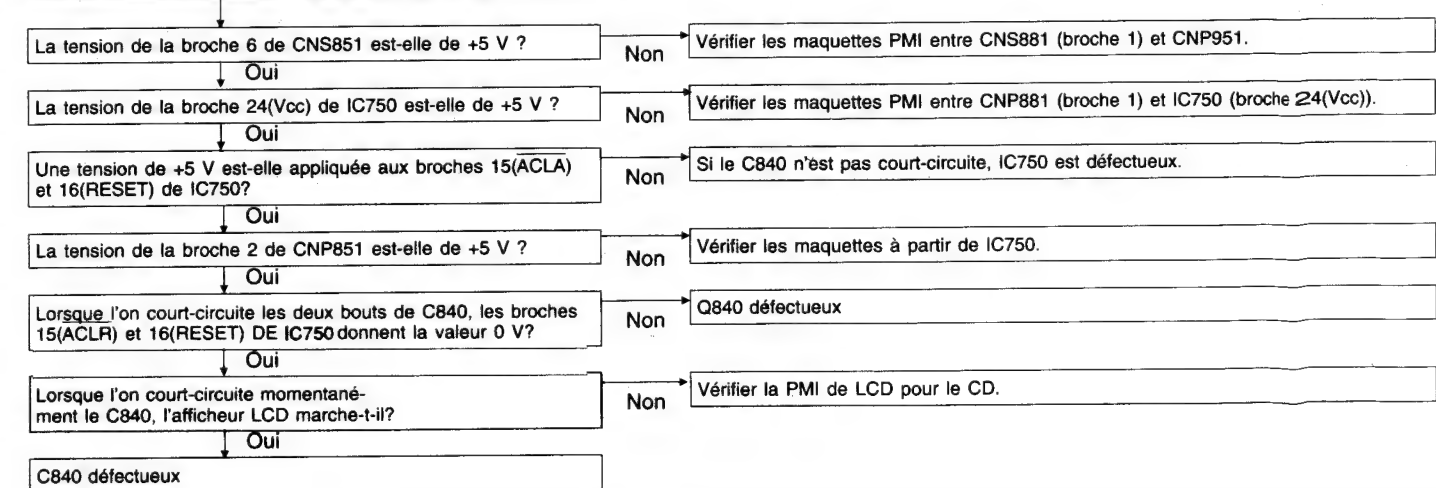 La tension de la broche 6 de CNS851 est-elle de +5 V ?
Non
Vérifier les maquettes PMI entre CNS881 (broche 1) et CNP951.
Oui
La tension de la broche 24(Vcc) de IC750 est-elle de +5 V ?
Non
Vérifier les maquettes PMI entre CNP881 (broche 1) et IC750 (broche 24(Vcc)).
Oui
Une tension de +5 V est-elle appliquée aux broches 15(ACLA)
et 16(RESET) de IC750?
Non
Si le C840 n'èst pas court-circuite, IC750 est défectueux.
Oui
La tension de la broche 2 de CNP851 est-elle de +5 V ?
Non
Vérifier les maquettes à partir de IC750.
Oui
Lorsque l'on court-circuite les deux bouts de C840, les broches
15(ACLR) et 16(RESET) DE IC750 donnent la valeur 0 V?
Non
Q840 défectueux
Oui
Lorsque l'on court-circuite momentané-
ment le C840, l'afficheur LCD marche-t-il?
Non
Vérifier la PMI de LCD pour le CD.
Oui
C840 défectueux